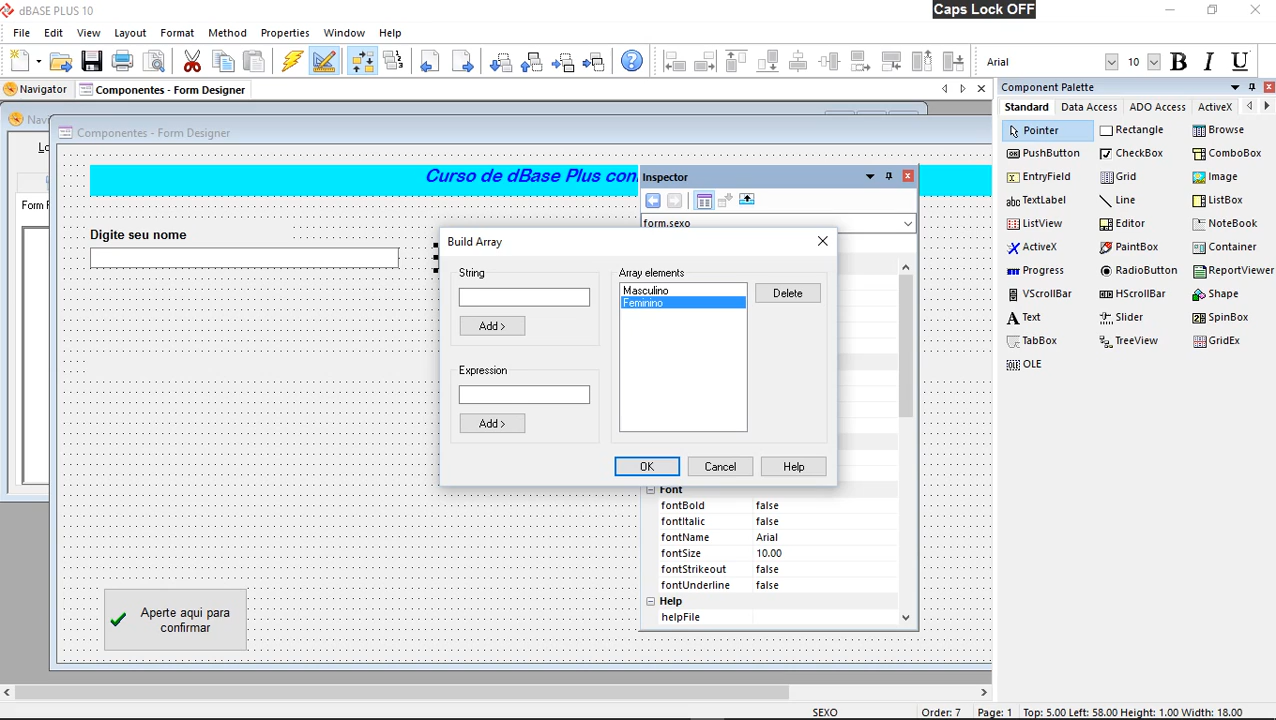 dBASE PLUS 10
Caps Lock OFF
File Edit View Layout Format Method Properties Window Help
Arial 10 B I U
Navigator Componentes - Form Designer
Component Palette
Standard Data Access ADO Access ActiveX
Pointer Rectangle Browse
PushButton CheckBox ComboBox
EntryField Grid Image
TextLabel Line ListBox
ListView Editor NoteBook
ActiveX PaintBox Container
Progress RadioButton ReportViewer
VScrollBar HScrollBar Shape
Text Slider SpinBox
TabBox TreeView GridEx
OLE
Componentes - Form Designer
Curso de dBase Plus con
Digite seu nome
Inspector
form.sexo
Build Array
String
Add >
Expression
Add >
Array elements
Masculino
Feminino
Delete
OK Cancel Help
Font
fontBold false
fontItalic false
fontName Arial
fontSize 10.00
fontStrikeout false
fontUnderline false
Help
helpFile
Aperte aqui para
confirmar
SEXO Order: 7 Page: 1 Top: 5.00 Left: 58.00 Height: 1.00 Width: 18.00